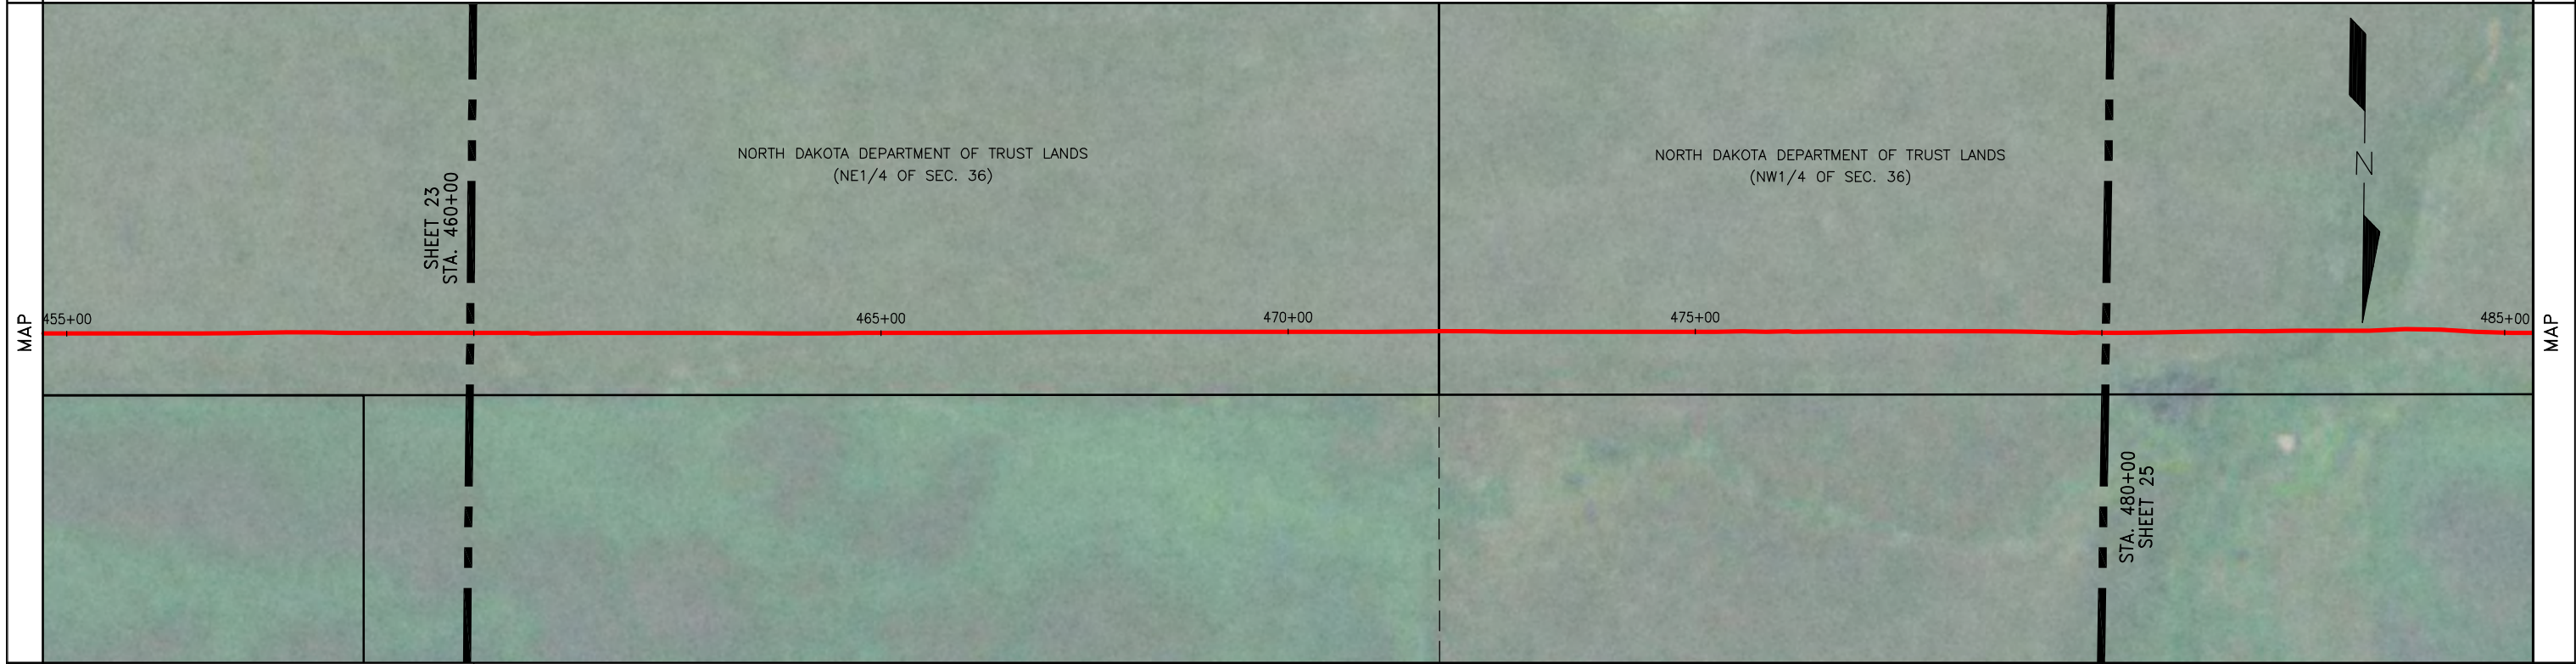 NORTH DAKOTA DEPARTMENT OF TRUST LANDS
(NE1/4 OF SEC. 36)
NORTH DAKOTA DEPARTMENT OF TRUST LANDS
(NW1/4 OF SEC. 36)
N
SHEET 23
STA. 460+00
MAP
455+00
465+00
470+00
475+00
485+00
MAP
STA. 480+00
SHEET 25